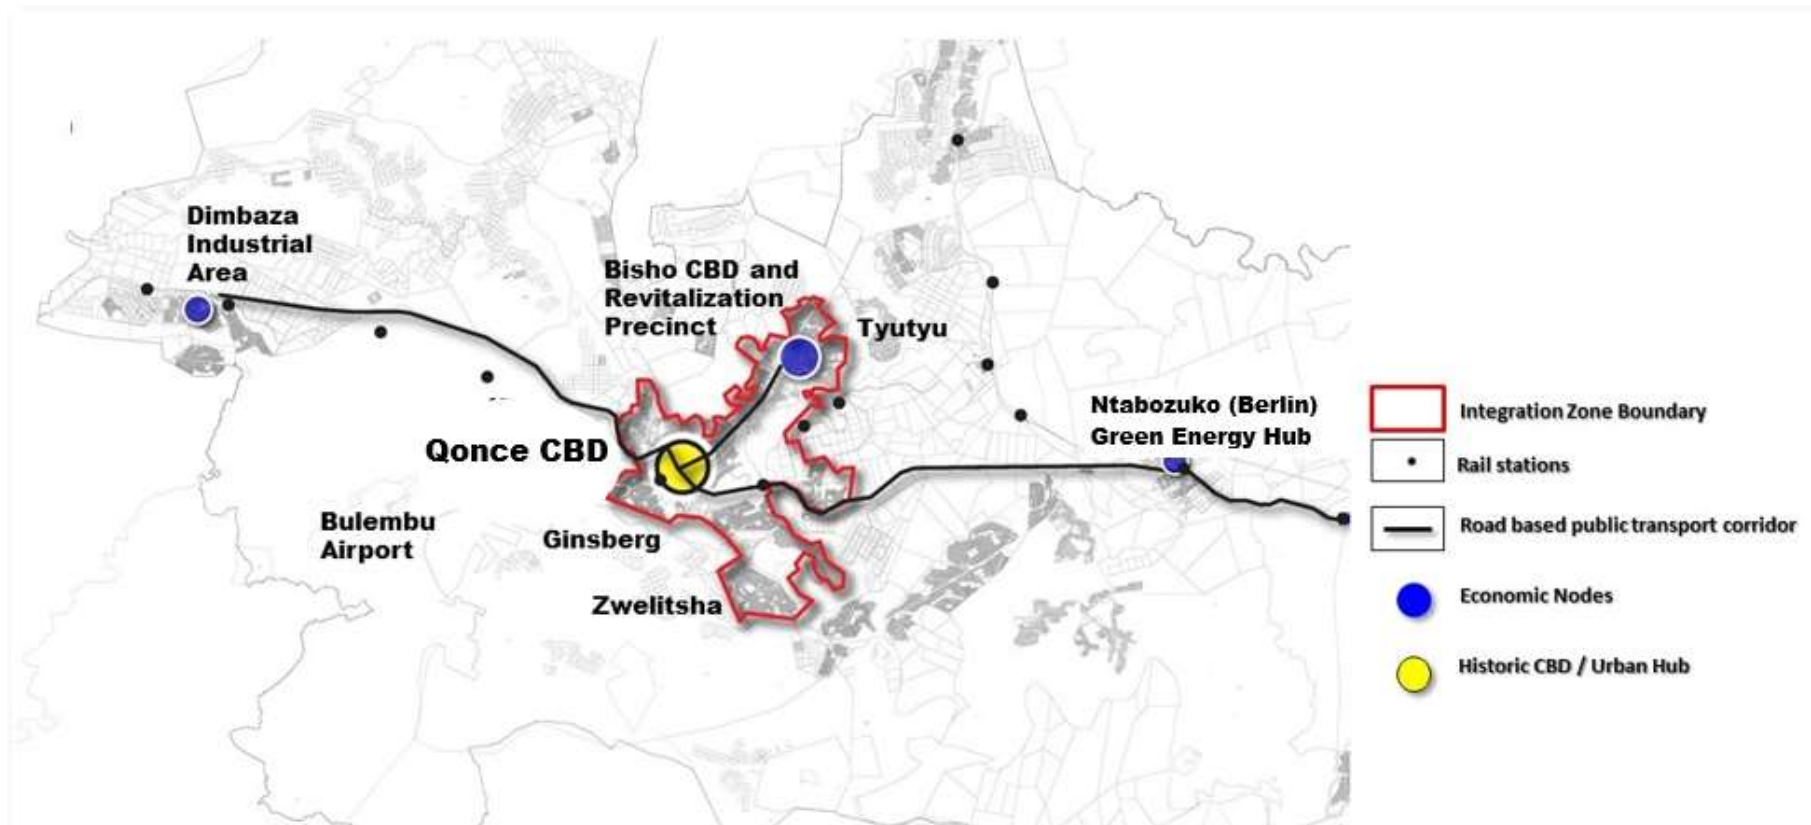 Dimbaza
Industrial
Area
Bisho CBD and
Revitalization
Precinct
Tyutyu
Ntabozuko (Berlin)
Green Energy Hub
Qonce CBD
Bulembu
Airport
Ginsberg
Zwelitsha
Integration Zone Boundary
Rail stations
Road based public transport corridor
Economic Nodes
Historic CBD / Urban Hub